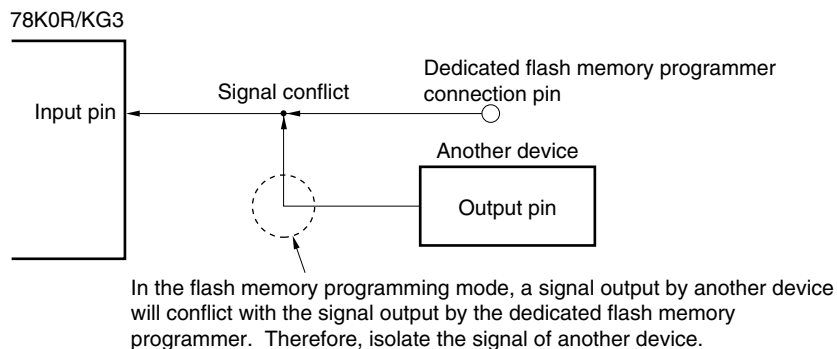 78K0R/KG3
Input pin
Signal conflict
Dedicated flash memory programmer
connection pin
Another device
Output pin
In the flash memory programming mode, a signal output by another device
will conflict with the signal output by the dedicated flash memory
programmer.  Therefore, isolate the signal of another device.